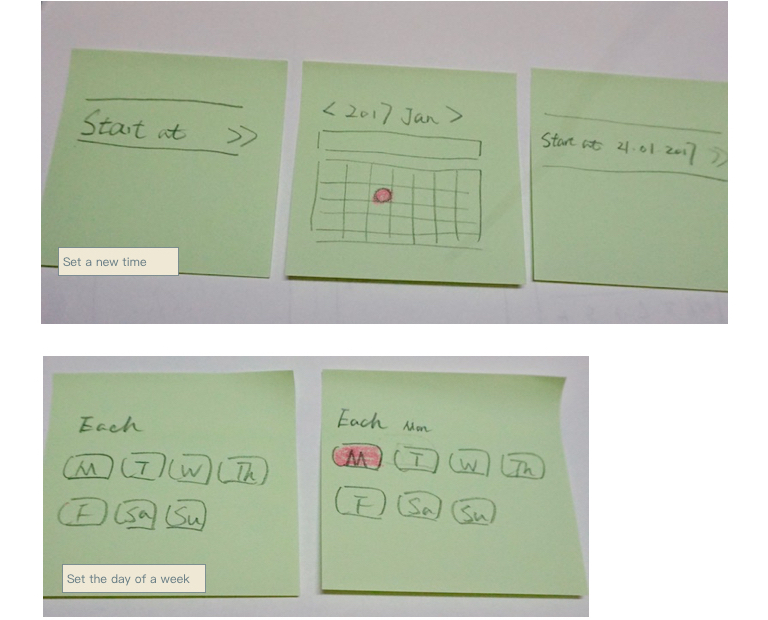 Start at >>
< 2017 Jan >
Start at 21.01.2017 >>
Set a new time
Each
M T W Th
F Sa Su
Each Mon
M T W Th
F Sa Su
Set the day of a week